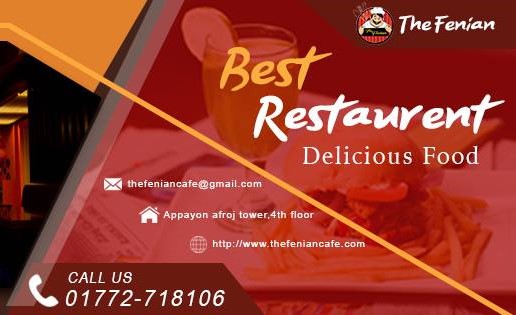 The Fenian
Best
Restaurent
Delicious Food
thefeniancafe@gmail.com
Appayon afroj tower,4th floor
http://www.thefeniancafe.com
CALL US
01772-718106